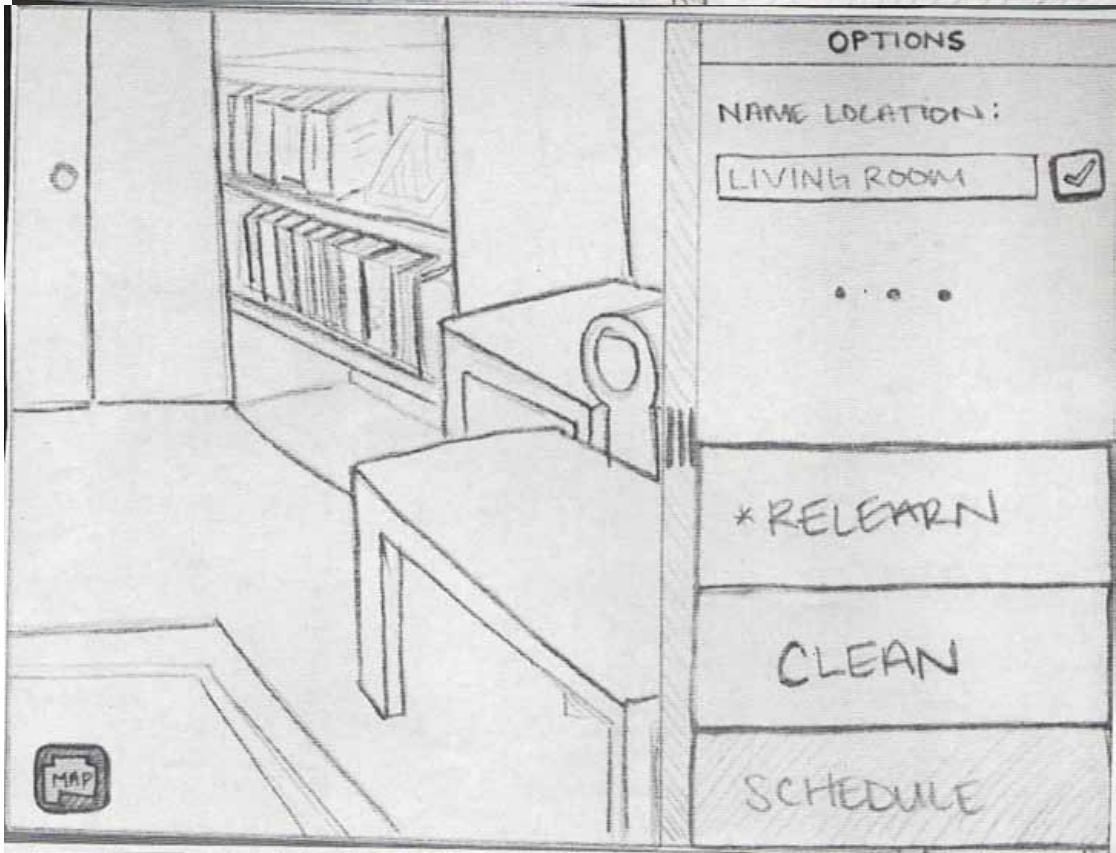 OPTIONS
NAME LOCATION:
LIVING ROOM
* RELEARN
CLEAN
SCHEDULE
MAP